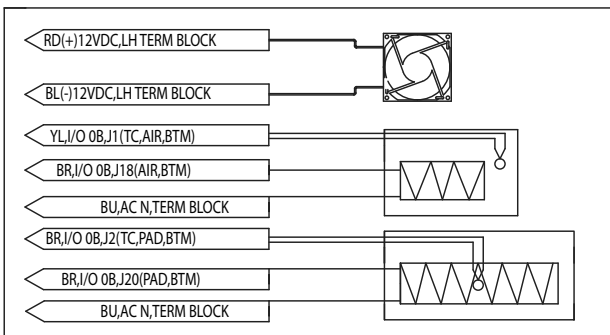 RD(+)12VDC,LH TERM BLOCK
BL(-)12VDC,LH TERM BLOCK
YL,I/O 0B,J1(TC,AIR,BTM)
BR,I/O 0B,J18(AIR,BTM)
BU,AC N,TERM BLOCK
BR,I/O 0B,J2(TC,PAD,BTM)
BR,I/O 0B,J20(PAD,BTM)
BU,AC N,TERM BLOCK